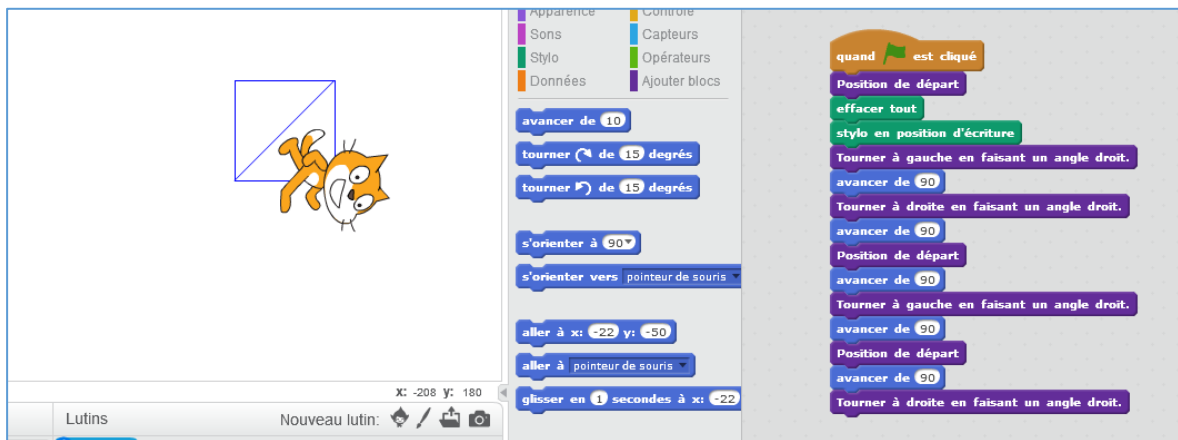 Apparence Contrôle
Sons Capteurs
Stylo Opérateurs
Données Ajouter blocs
avancer de 10
tourner de 15 degrés
tourner de 15 degrés
s'orienter à 90
s'orienter vers pointeur de souris
aller à x: -22 y: -50
aller à pointeur de souris
glisser en 1 secondes à x: -22
quand est cliqué
Position de départ
effacer tout
stylo en position d'écriture
Tourner à gauche en faisant un angle droit.
avancer de 90
Tourner à droite en faisant un angle droit.
avancer de 90
Position de départ
avancer de 90
Tourner à gauche en faisant un angle droit.
avancer de 90
Position de départ
avancer de 90
Tourner à droite en faisant un angle droit.
X: -208 y: 180
Lutins Nouveau lutin: